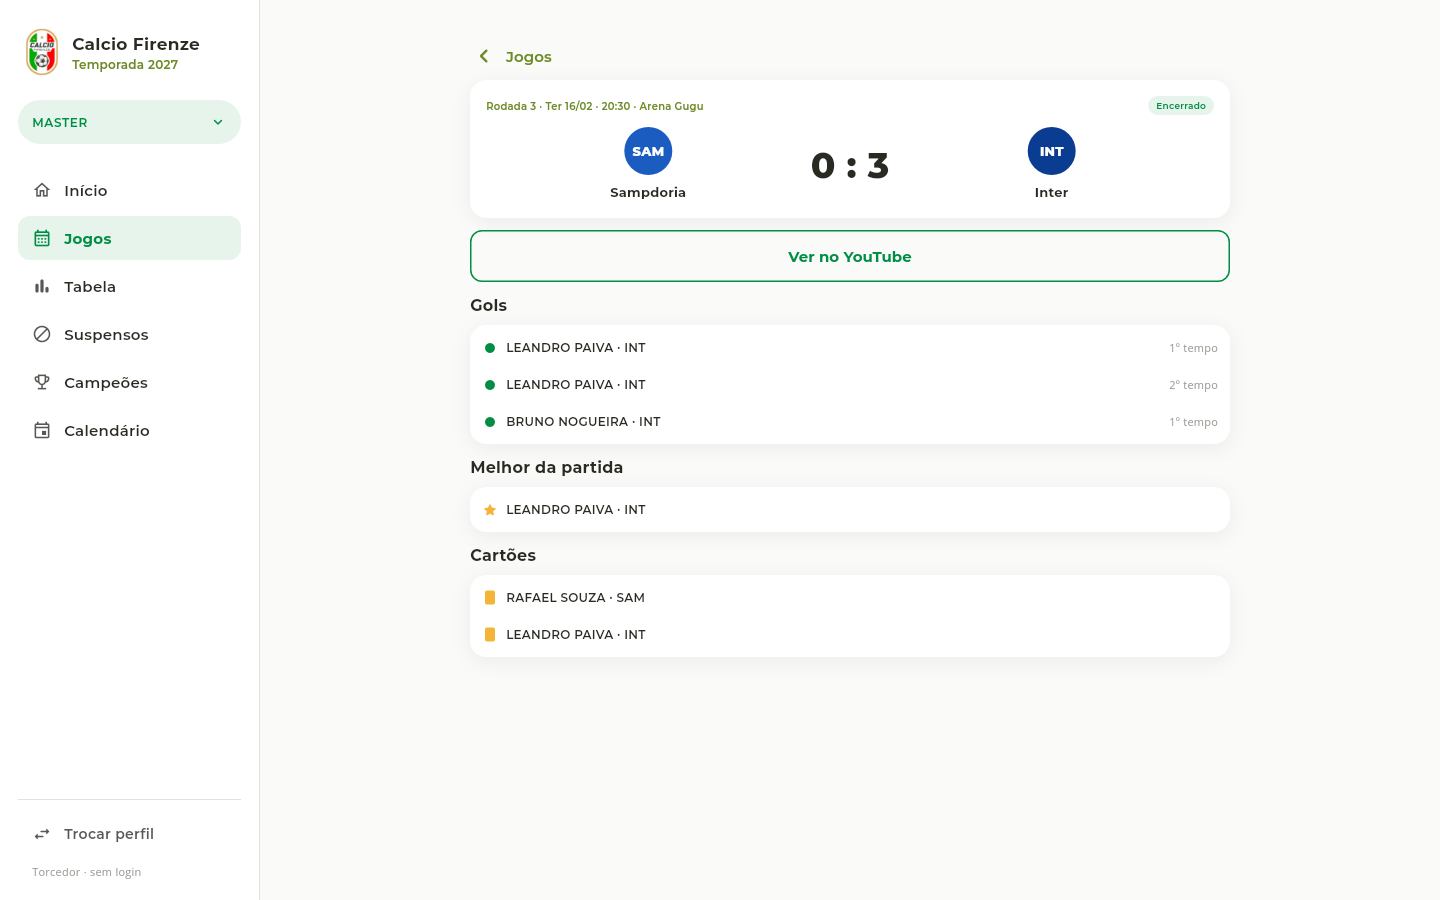 CALCIO
Calcio Firenze
Temporada 2027
MASTER
Início
Jogos
Tabela
Suspensos
Campeões
Calendário
Trocar perfil
Torcedor · sem login
Jogos
Rodada 3 · Ter 16/02 · 20:30 · Arena Gugu
Encerrado
SAM
Sampdoria
0 : 3
INT
Inter
Ver no YouTube
Gols
LEANDRO PAIVA · INT
1º tempo
LEANDRO PAIVA · INT
2º tempo
BRUNO NOGUEIRA · INT
1º tempo
Melhor da partida
LEANDRO PAIVA · INT
Cartões
RAFAEL SOUZA · SAM
LEANDRO PAIVA · INT